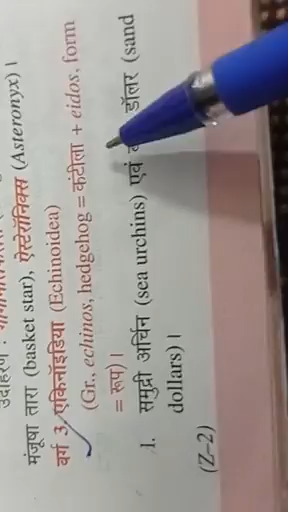 उदाहरण :
मंजूषा तारा (basket star), ऐस्टेरॉनिक्स (Asteronyx) ।
वर्ग 3. एकिनॉइडिया (Echinoidea)
(Gr., echinos, hedgehog = कंटीला + eidos, form
= रूप) ।
1. समुद्री अर्चिन (sea urchins) एवं डॉलर (sand
dollars) ।
(Z-2)